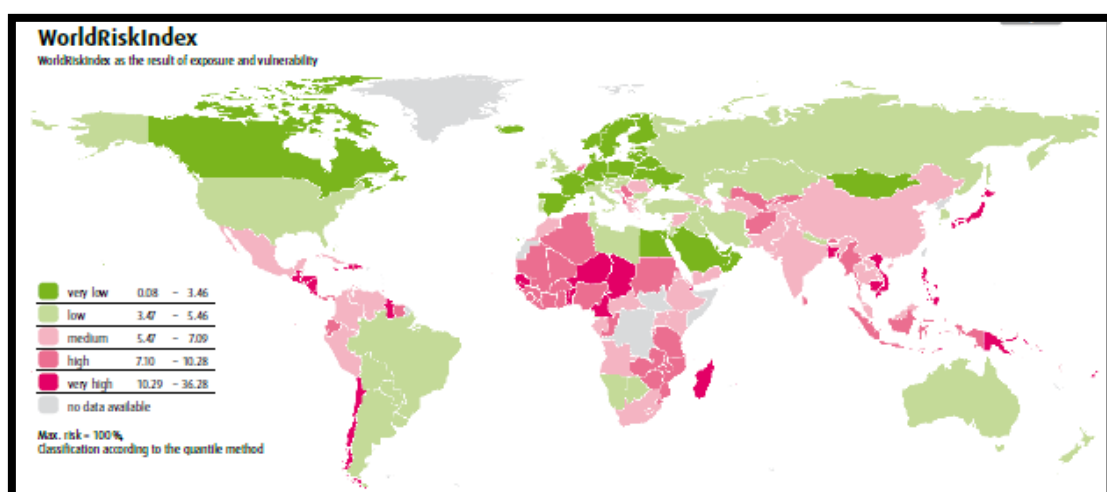 WorldRiskIndex
WorldRiskIndex as the result of exposure and vulnerability
very low 0.08 – 3.46
low 3.47 – 5.46
medium 5.47 – 7.09
high 7.10 – 10.28
very high 10.29 – 36.28
no data available
Max. risk = 100%,
Classification according to the quantile method